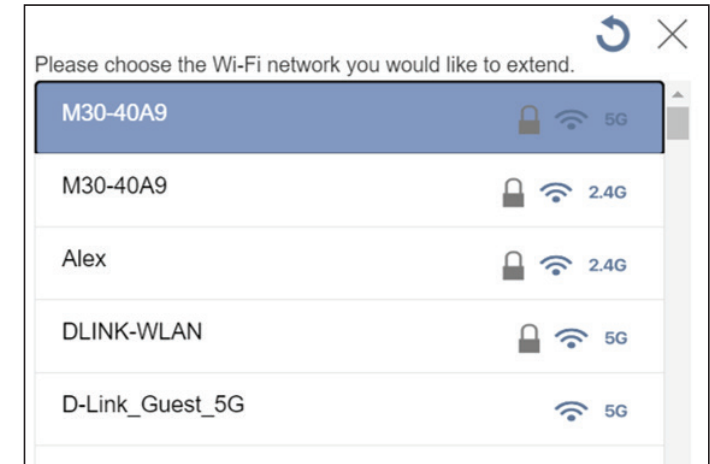 Please choose the Wi-Fi network you would like to extend.
M30-40A9 5G
M30-40A9 2.4G
Alex 2.4G
DLINK-WLAN 5G
D-Link_Guest_5G 5G